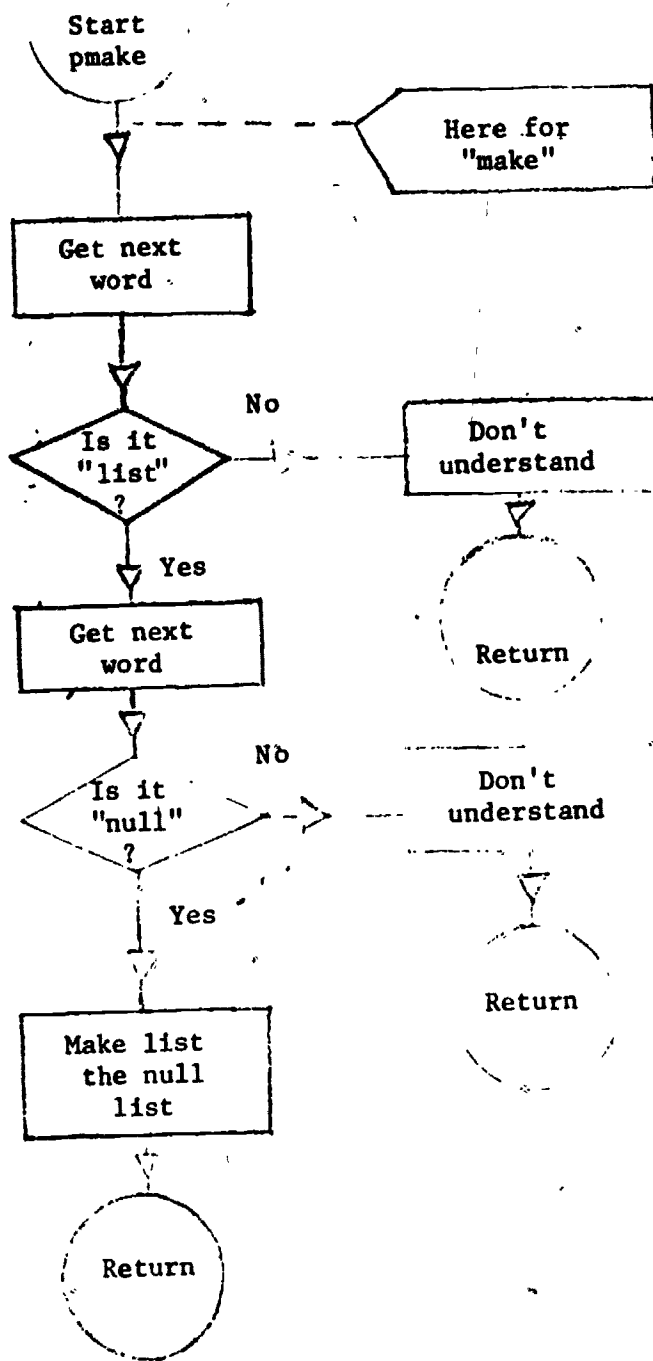 Start
pmake
Here for
"make"
Get next
word
Is it
"list"
?
No
Don't
understand
Return
Yes
Get next
word
Is it
"null"
?
No
Don't
understand
Return
Yes
Make list
the null
list
Return